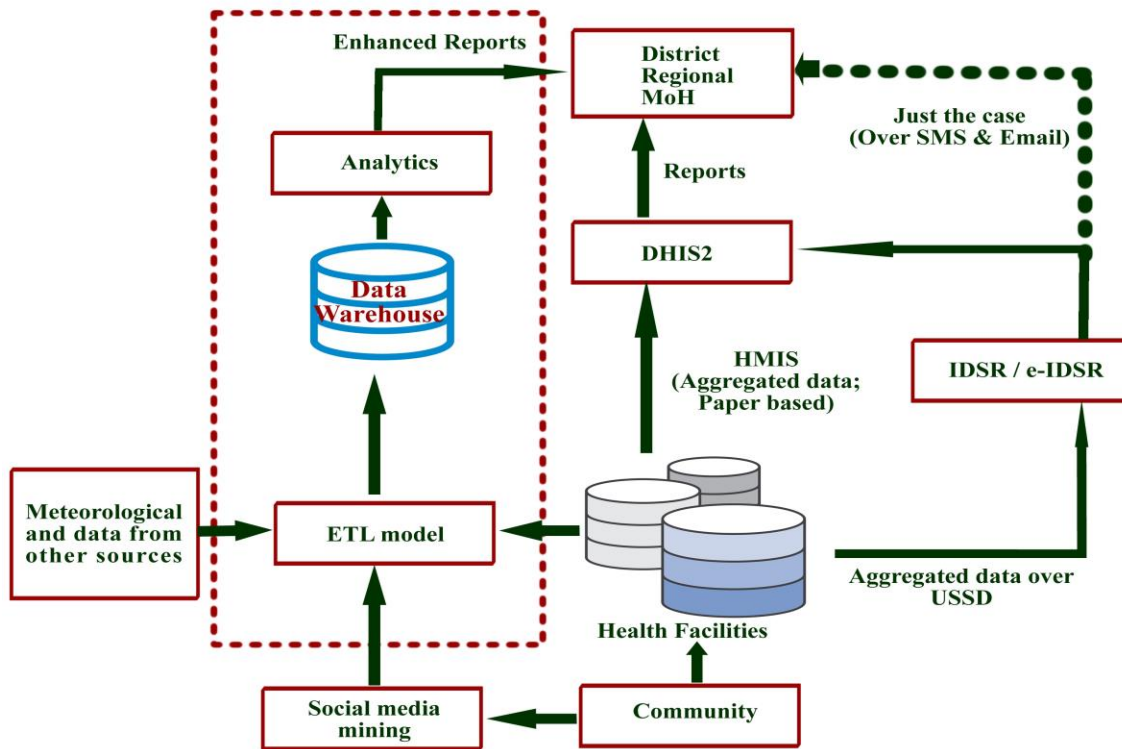 Enhanced Reports
District
Regional
MoH
Just the case
(Over SMS & Email)
Analytics
Reports
DHIS2
Data
Warehouse
HMIS
(Aggregated data;
Paper based)
IDSR / e-IDSR
Meteorological
and data from
other sources
ETL model
Aggregated data over
USSD
Health Facilities
Social media
mining
Community